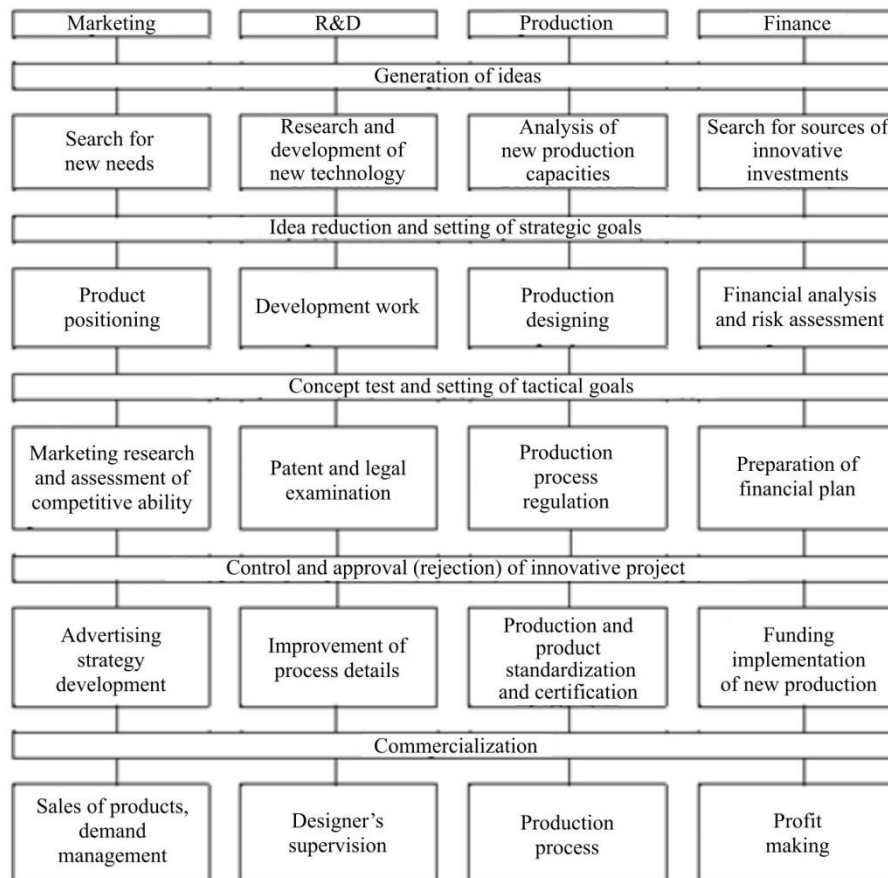 Marketing
R&D
Production
Finance
Generation of ideas
Search for
new needs
Research and
development of
new technology
Analysis of
new production
capacities
Search for sources of
innovative
investments
Idea reduction and setting of strategic goals
Product
positioning
Development work
Production
designing
Financial analysis
and risk assessment
Concept test and setting of tactical goals
Marketing research
and assessment of
competitive ability
Patent and legal
examination
Production
process
regulation
Preparation of
financial plan
Control and approval (rejection) of innovative project
Advertising
strategy
development
Improvement of
process details
Production and
product
standardization
and certification
Funding
implementation
of new production
Commercialization
Sales of products,
demand
management
Designer’s
supervision
Production
process
Profit
making